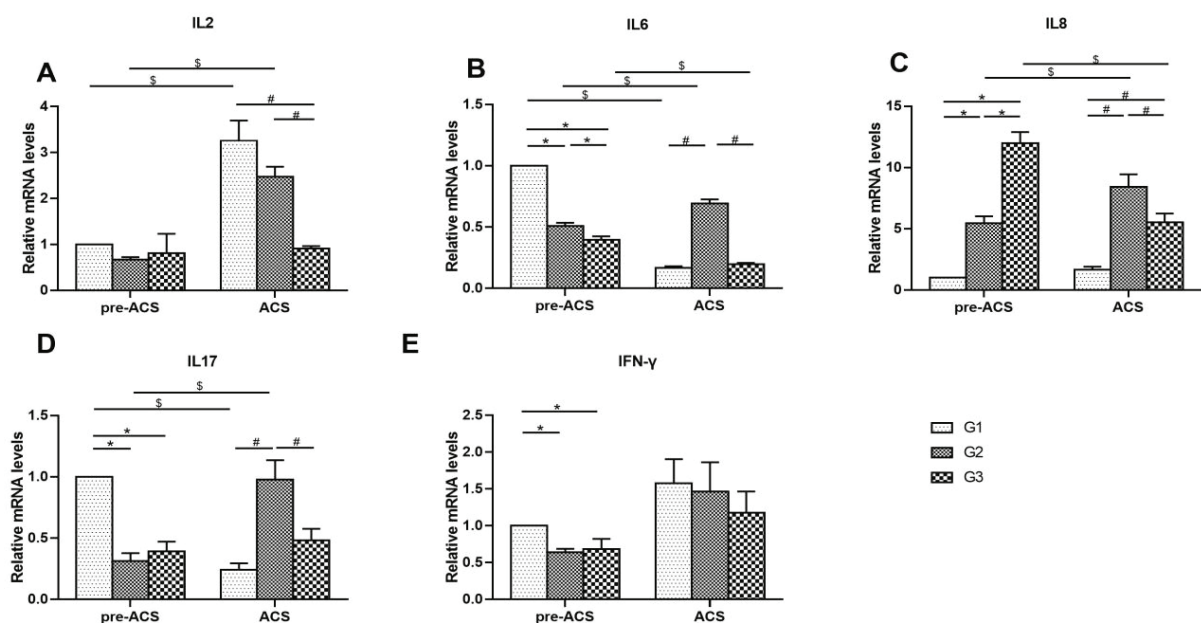 IL2
A
$
$
#
#
Relative mRNA levels
4
3
2
1
0
pre-ACS
ACS
IL6
B
$
$
$
*
*
*
#
#
Relative mRNA levels
1.5
1.0
0.5
0.0
pre-ACS
ACS
IL8
C
$
$
*
*
*
#
#
#
Relative mRNA levels
15
10
5
0
pre-ACS
ACS
D
IL17
$
$
*
*
#
#
Relative mRNA levels
1.5
1.0
0.5
0.0
pre-ACS
ACS
E
IFN-γ
*
*
Relative mRNA levels
2.5
2.0
1.5
1.0
0.5
0.0
pre-ACS
ACS
G1
G2
G3